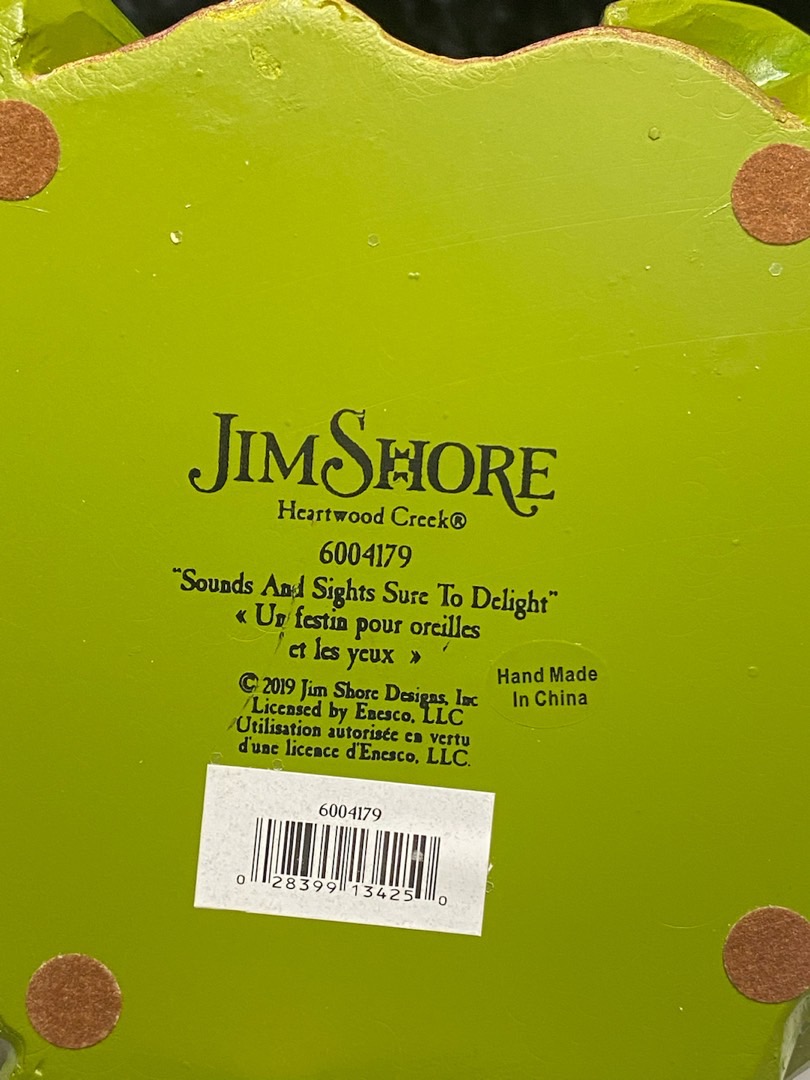 JIM SHORE
Heartwood Creek®
6004179
"Sounds And Sights Sure To Delight"
« Un festin pour oreilles
et les yeux »
© 2019 Jim Shore Designs, Inc
Licensed by Enesco, LLC
Utilisation autorisée en vertu
d'une licence d'Enesco, LLC.
Hand Made
In China
6004179
0 28399 13425 0